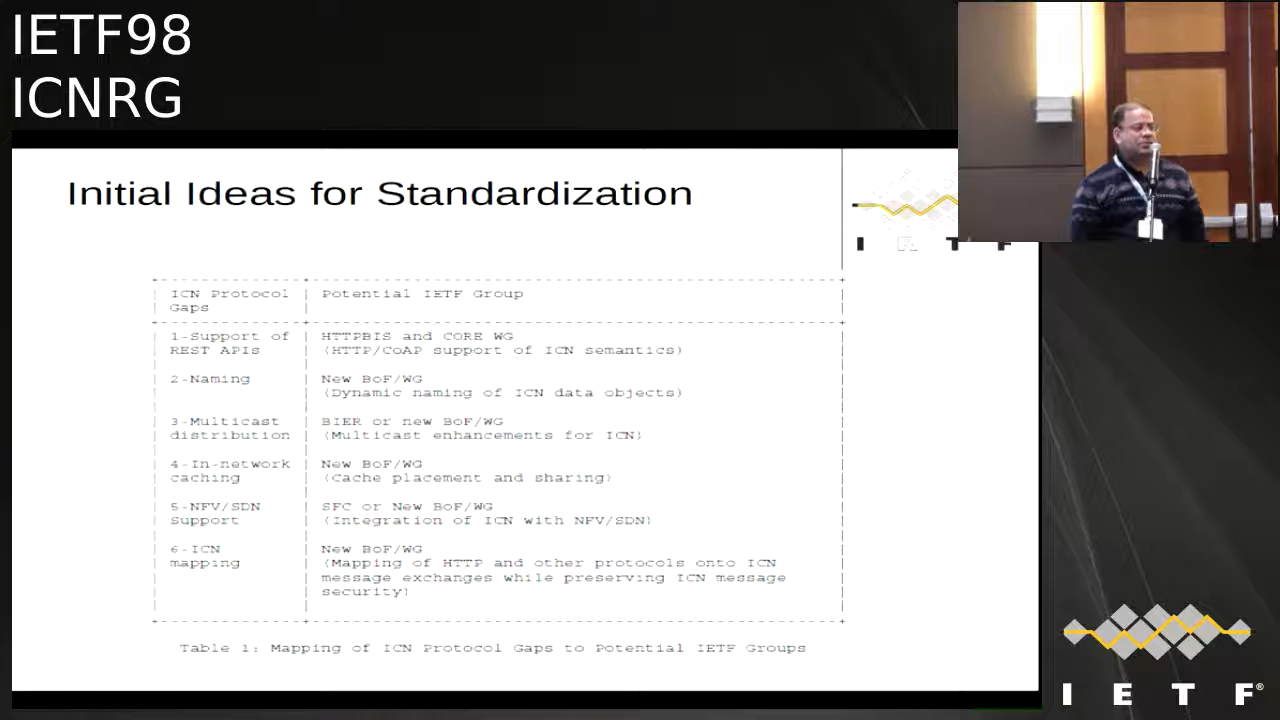 IETF98
ICNRG
Initial Ideas for Standardization
I E T F
ICN Protocol Gaps
Potential IETF Group
1-Support of REST APIs
HTTPBIS and CORE WG
(HTTP/CoAP support of ICN semantics)
2-Naming
New BoF/WG
(Dynamic naming of ICN data objects)
3-Multicast distribution
BIER or new BoF/WG
(Multicast enhancements for ICN)
4-In-network caching
New BoF/WG
(Cache placement and sharing)
5-NFV/SDN Support
SFC or New BoF/WG
(Integration of ICN with NFV/SDN)
6-ICN mapping
New BoF/WG
(Mapping of HTTP and other protocols onto ICN
message exchanges while preserving ICN message
security)
Table 1: Mapping of ICN Protocol Gaps to Potential IETF Groups
I E T F®